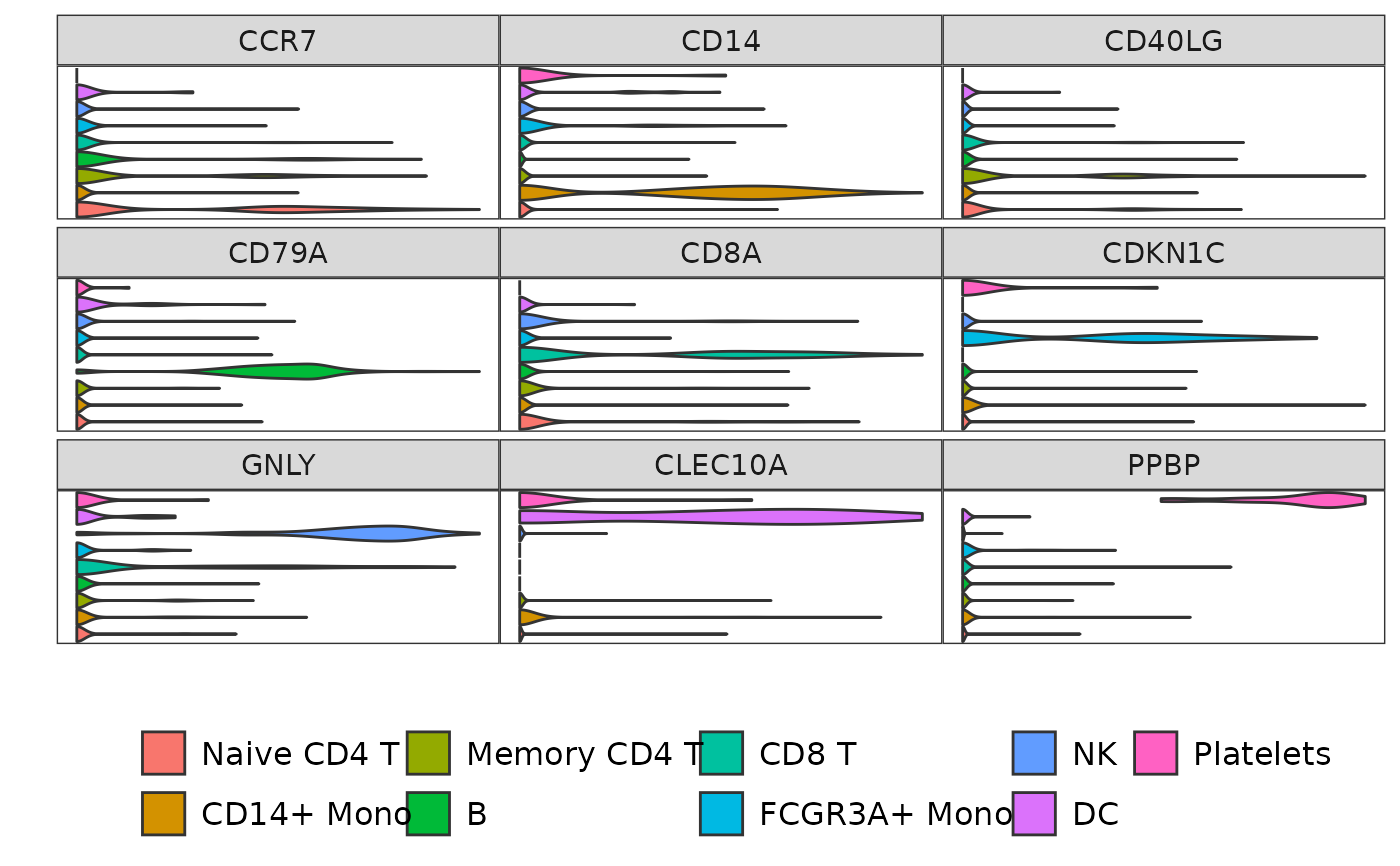 CCR7 CD14 CD40LG
CD79A CD8A CDKN1C
GNLY CLEC10A PPBP
Naive CD4 T Memory CD4 T CD8 T NK Platelets
CD14+ Mono B FCGR3A+ Mono DC